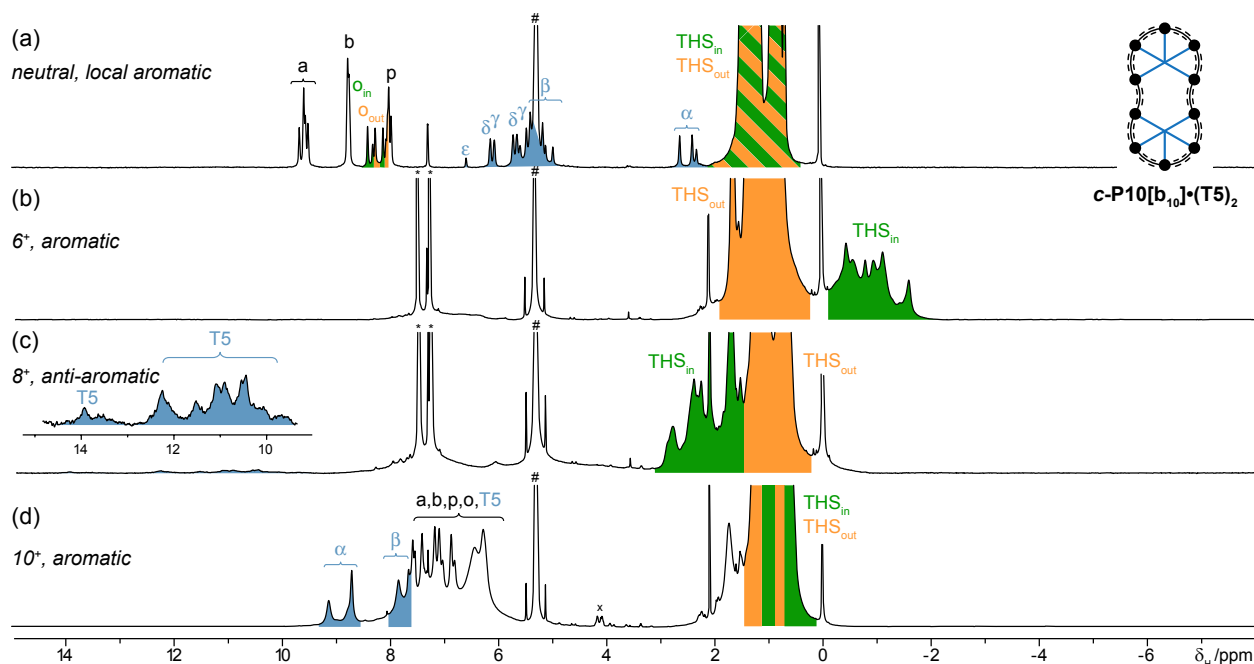 (a)
neutral, local aromatic
a
b
o_in
o_out
p
ε
δ γ
δ γ
β
#
α
THS_in
THS_out
c-P10[b_10]•(T5)_2
(b)
6⁺, aromatic
* *
#
THS_out
THS_in
(c)
8⁺, anti-aromatic
T5
T5
14 12 10
* *
#
THS_in
THS_out
(d)
10⁺, aromatic
α
β
a,b,p,o,T5
#
x
THS_in
THS_out
14 12 10 8 6 4 2 0 -2 -4 -6 δ_H /ppm